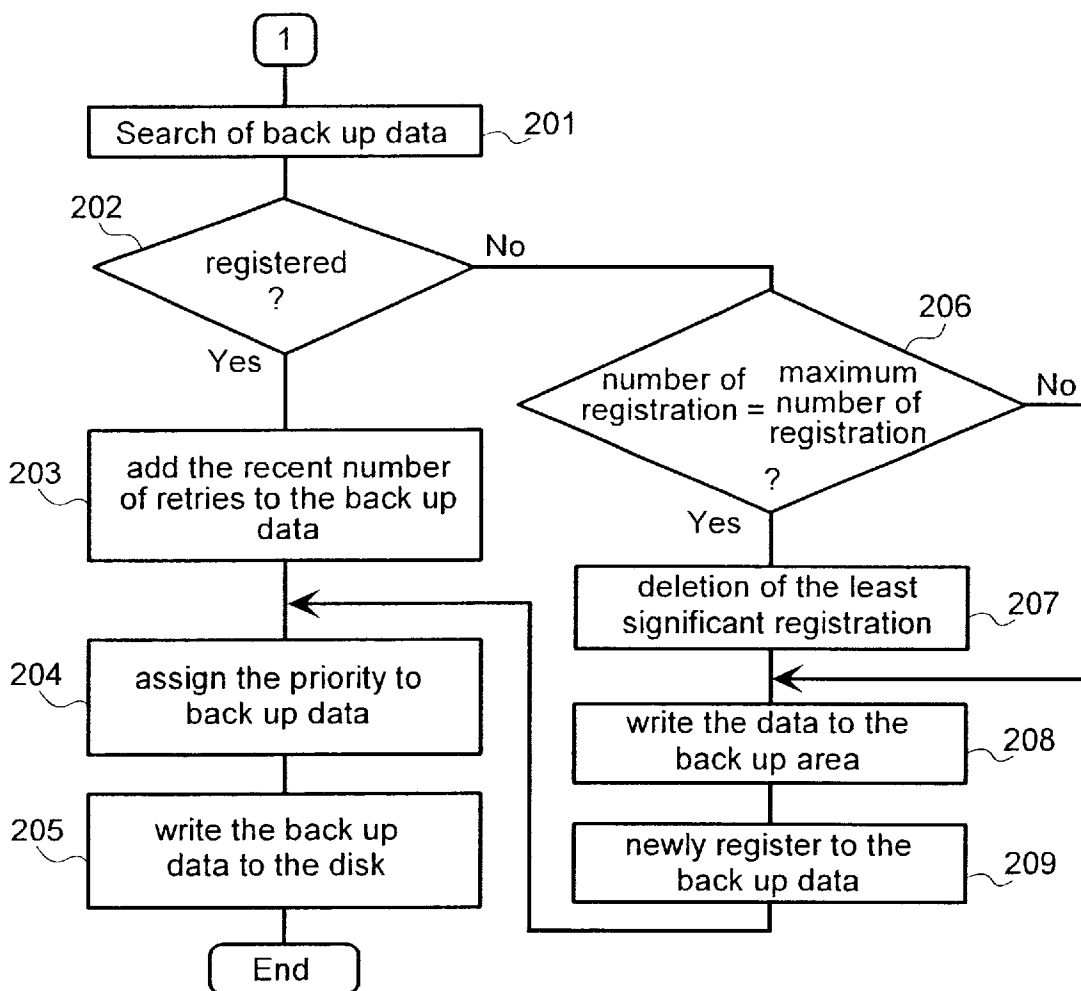 1
Search of back up data
201
202
registered
?
No
Yes
206
number of
registration
=
maximum
number of
registration
?
No
Yes
203
add the recent number
of retries to the back up
data
deletion of the least
significant registration
207
204
assign the priority to
back up data
write the data to the
back up area
208
205
write the back up
data to the disk
newly register to the
back up data
209
End